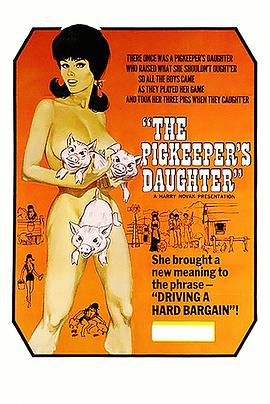 THERE ONCE WAS A PIGKEEPER'S DAUGHTER
WHO RAISED WHAT SHE SHOULDN'T OUGHT'ER
SO ALL THE BOYS CAME
AS THEY PLAYED HER GAME
AND TOOK HER THREE PIGS WHEN THEY CAUGHTER
"THE
PIGKEEPER'S
DAUGHTER"
A HARRY NOVAK PRESENTATION
She brought a
new meaning to
the phrase—
"DRIVING A
HARD BARGAIN"!